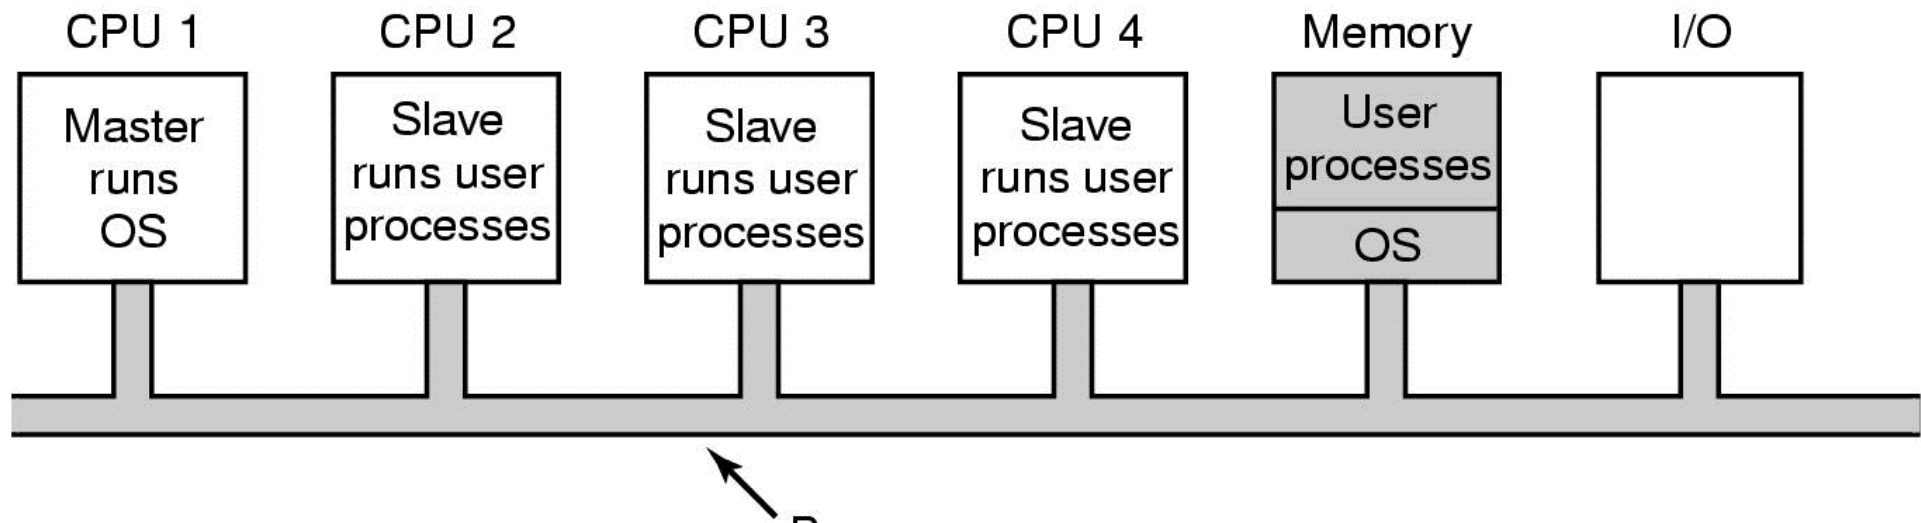 CPU 1
CPU 2
CPU 3
CPU 4
Memory
I/O
Master
runs
OS
Slave
runs user
processes
Slave
runs user
processes
Slave
runs user
processes
User
processes
OS